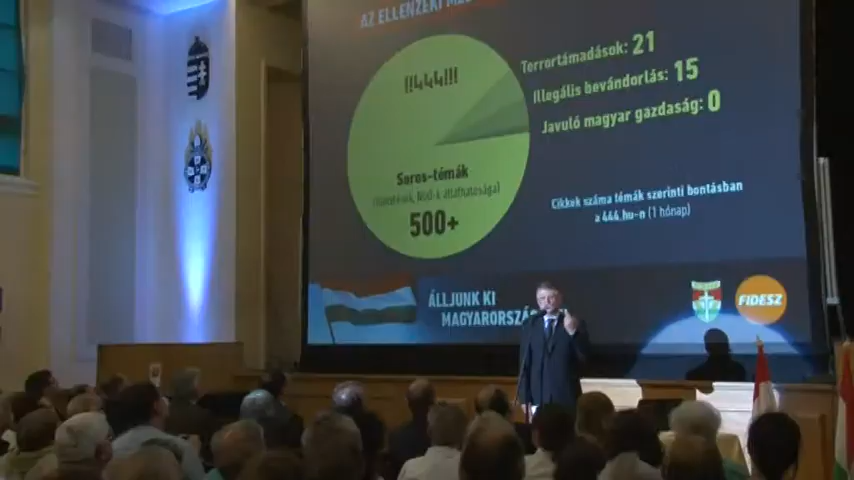 AZ ELLENZÉKI
!!444!!!
Terrortámadások: 21
Illegális bevándorlás: 15
Javuló magyar gazdaság: 0
Soros-témák
átláthatósága)
500+
Cikkek száma témák szerinti bontásban
a 444.hu-n (1 hónap)
ÁLLJUNK KI
MAGYARORSZÁ
FIDESZ